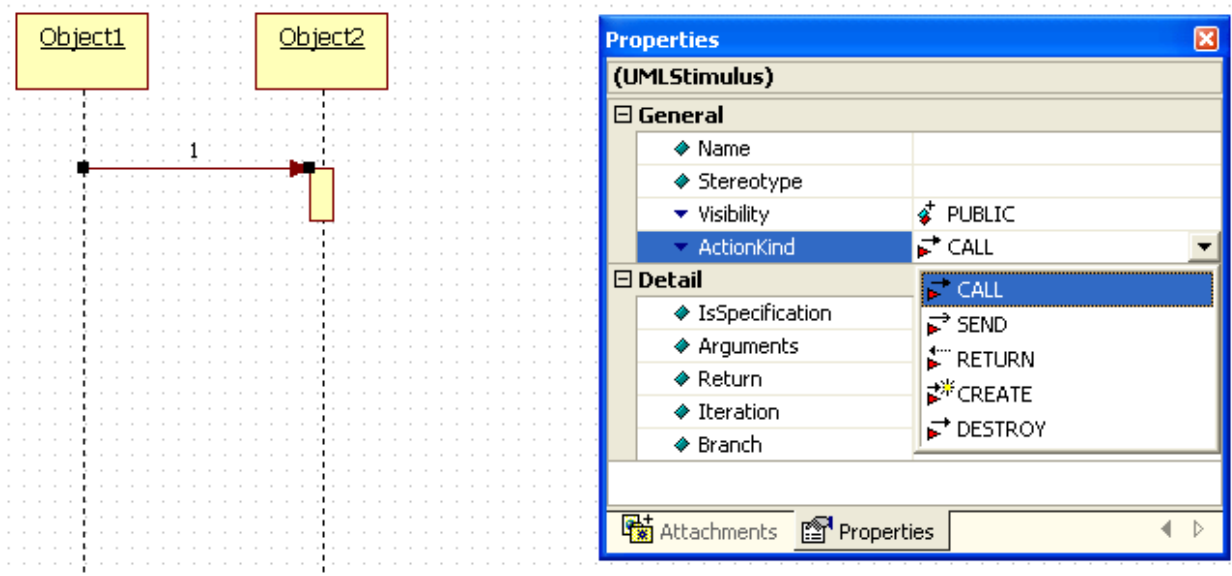 Object1
Object2
1
Properties
(UMLStimulus)
General
Name
Stereotype
Visibility PUBLIC
ActionKind CALL
Detail
IsSpecification
Arguments
Return
Iteration
Branch
CALL
SEND
RETURN
CREATE
DESTROY
Attachments Properties